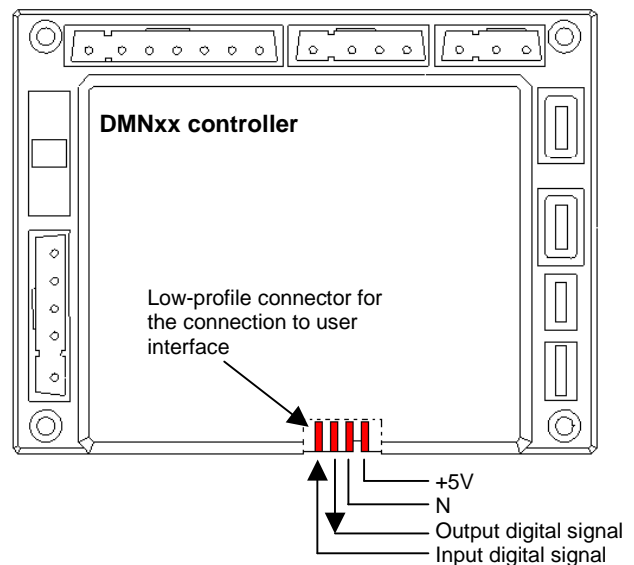 DMNxx controller
Low-profile connector for
the connection to user
interface
+5V
N
Output digital signal
Input digital signal